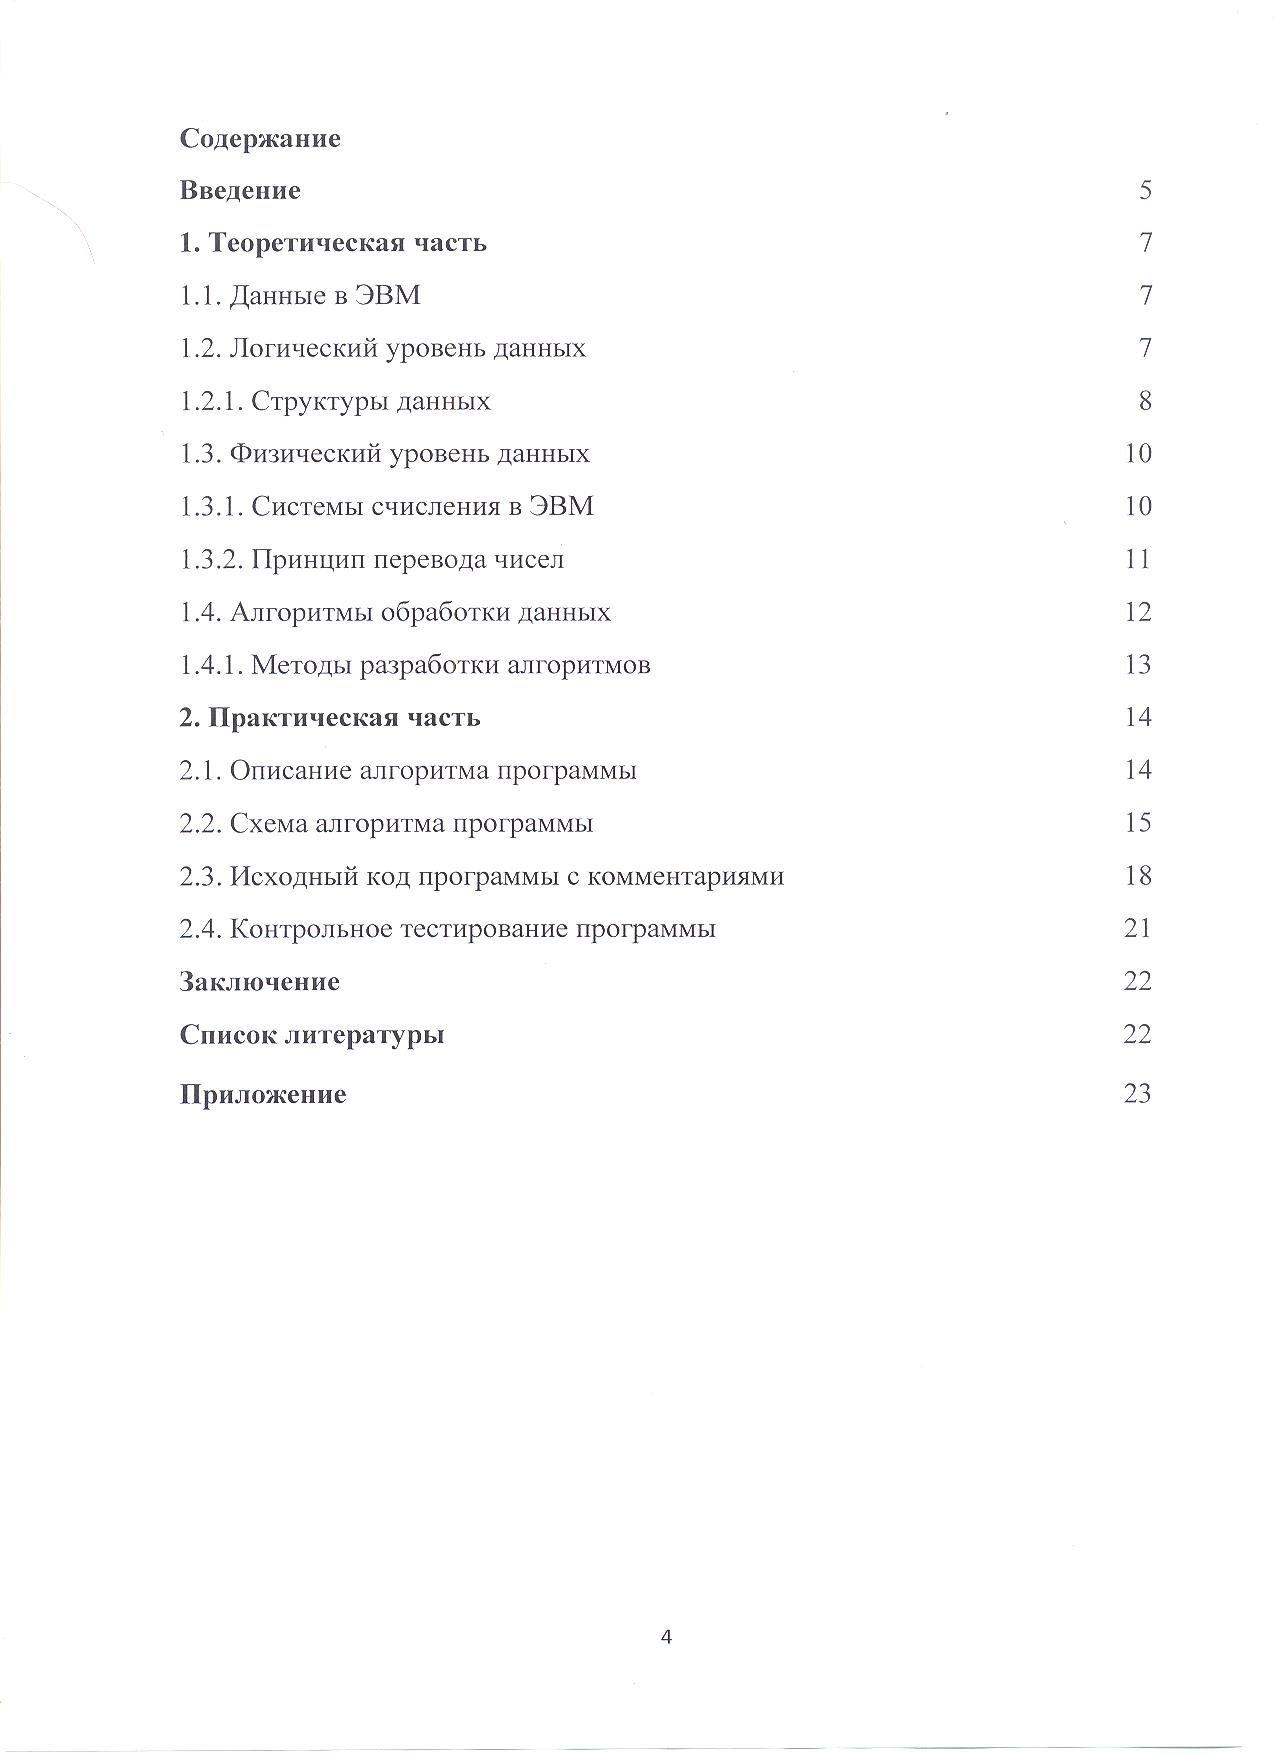 Содержание
Введение 5
1. Теоретическая часть 7
1.1. Данные в ЭВМ 7
1.2. Логический уровень данных 7
1.2.1. Структуры данных 8
1.3. Физический уровень данных 10
1.3.1. Системы счисления в ЭВМ 10
1.3.2. Принцип перевода чисел 11
1.4. Алгоритмы обработки данных 12
1.4.1. Методы разработки алгоритмов 13
2. Практическая часть 14
2.1. Описание алгоритма программы 14
2.2. Схема алгоритма программы 15
2.3. Исходный код программы с комментариями 18
2.4. Контрольное тестирование программы 21
Заключение 22
Список литературы 22
Приложение 23
4